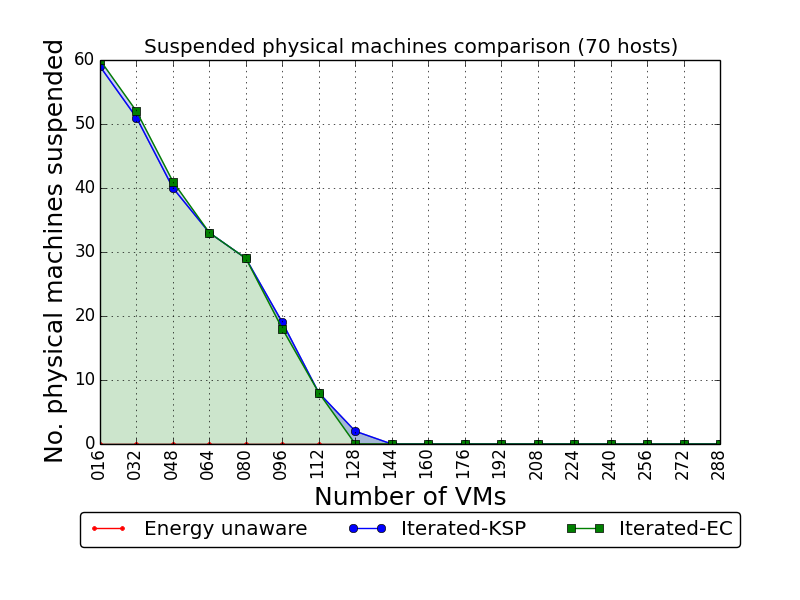 Suspended physical machines comparison (70 hosts)
No. physical machines suspended
60
50
40
30
20
10
0
016 032 048 064 080 096 112 128 144 160 176 192 208 224 240 256 272 288
Number of VMs
Energy unaware Iterated-KSP Iterated-EC